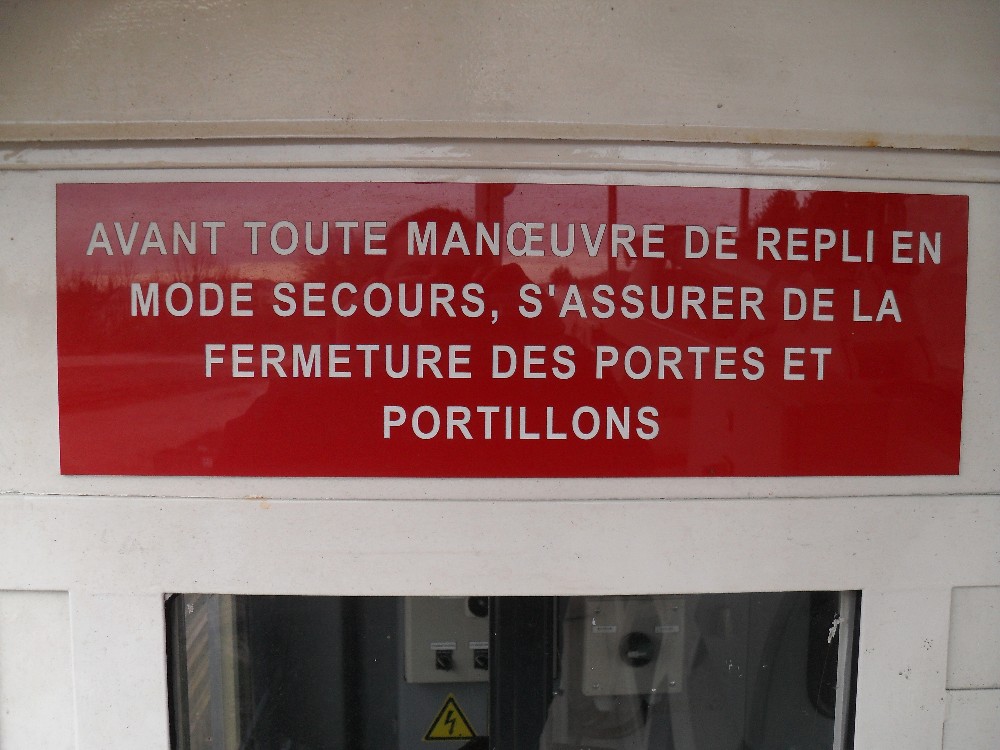 AVANT TOUTE MANŒUVRE DE REPLI EN
MODE SECOURS, S'ASSURER DE LA
FERMETURE DES PORTES ET
PORTILLONS